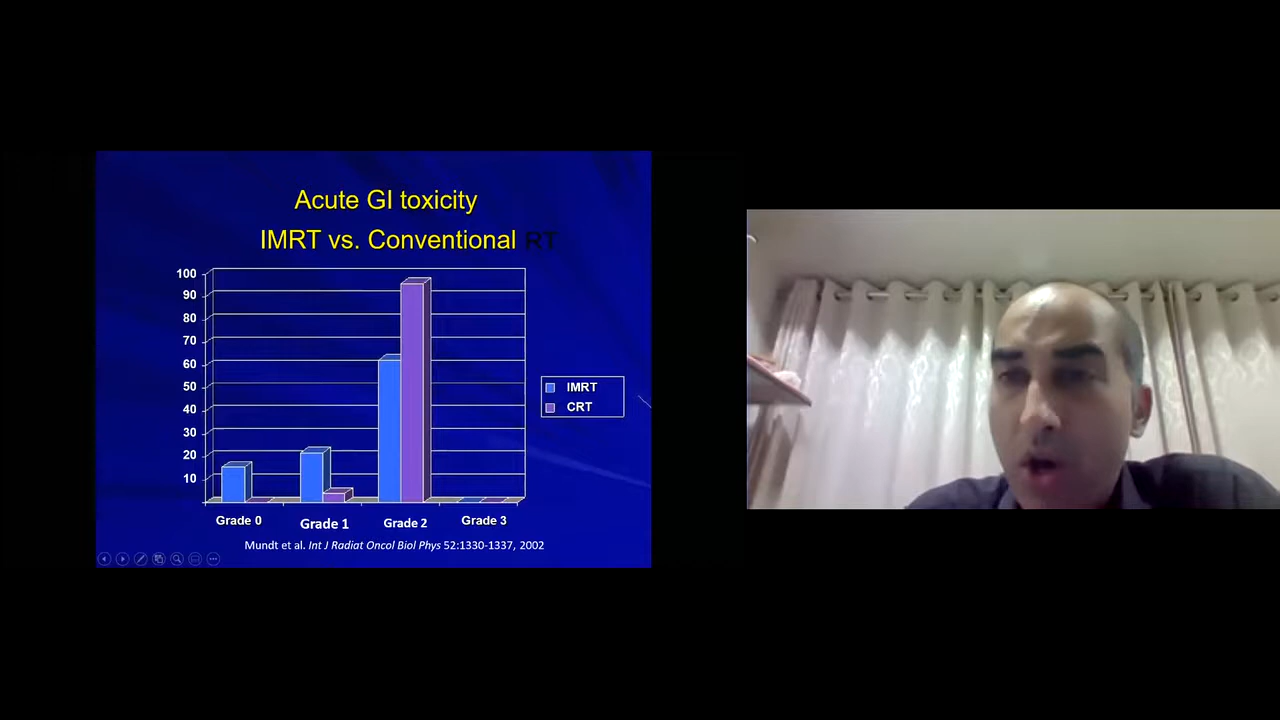 Acute GI toxicity
IMRT vs. Conventional RT
100
90
80
70
60
50
40
30
20
10
IMRT
CRT
Grade 0
Grade 1
Grade 2
Grade 3
Mundt et al. Int J Radiat Oncol Biol Phys 52:1330-1337, 2002